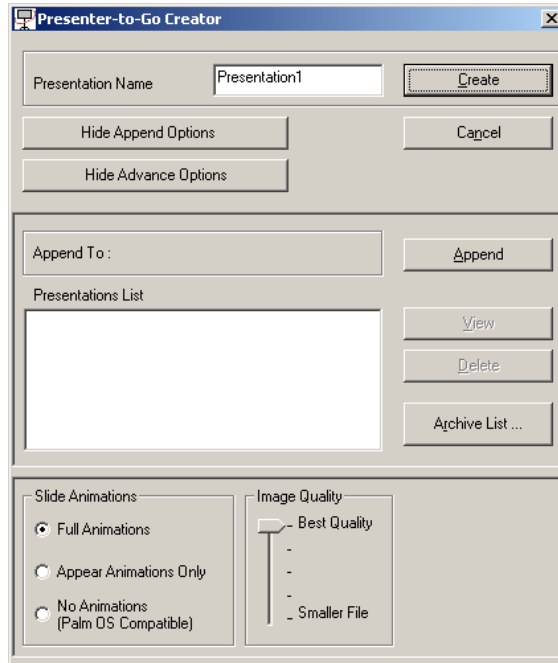 Presenter-to-Go Creator
Presentation Name
Presentation1
Create
Hide Append Options
Cancel
Hide Advance Options
Append To :
Append
Presentations List
View
Delete
Archive List ...
Slide Animations
Full Animations
Appear Animations Only
No Animations
(Palm OS Compatible)
Image Quality
Best Quality
Smaller File